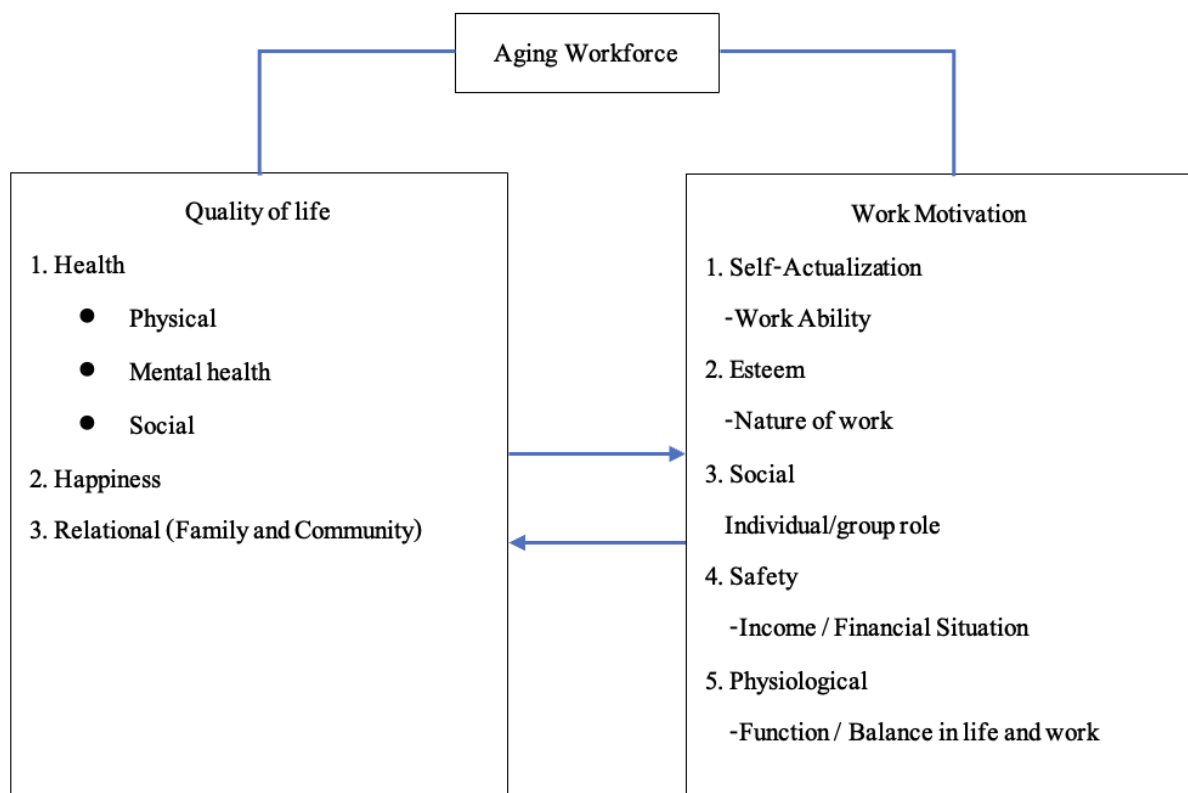 Aging Workforce
Quality of life
1. Health
● Physical
● Mental health
● Social
2. Happiness
3. Relational (Family and Community)
Work Motivation
1. Self-Actualization
-Work Ability
2. Esteem
-Nature of work
3. Social
Individual/group role
4. Safety
-Income / Financial Situation
5. Physiological
-Function / Balance in life and work